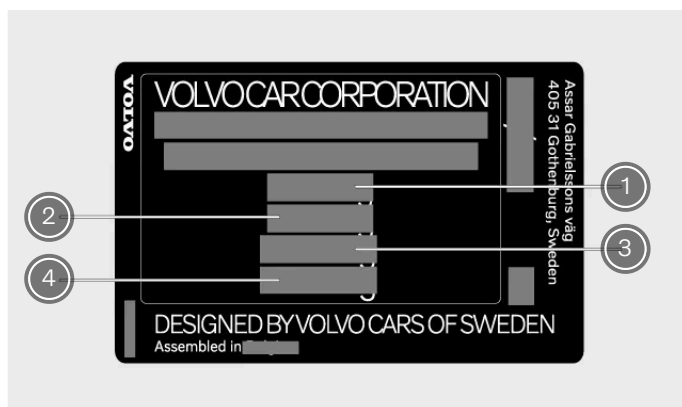 VOLVO
VOLVO CAR CORPORATION
Assar Gabrielssons väg
405 31 Gothenburg, Sweden
1
2
3
4
DESIGNED BY VOLVO CARS OF SWEDEN
Assembled in